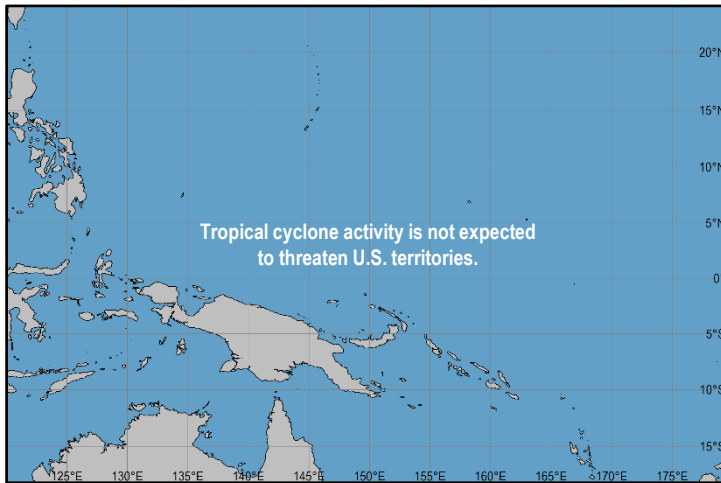 20°N
15°N
10°N
5°N
Tropical cyclone activity is not expected
to threaten U.S. territories.
0
5°S
10°S
15°S
125°E 130°E 135°E 140°E 145°E 150°E 155°E 160°E 165°E 170°E 175°E